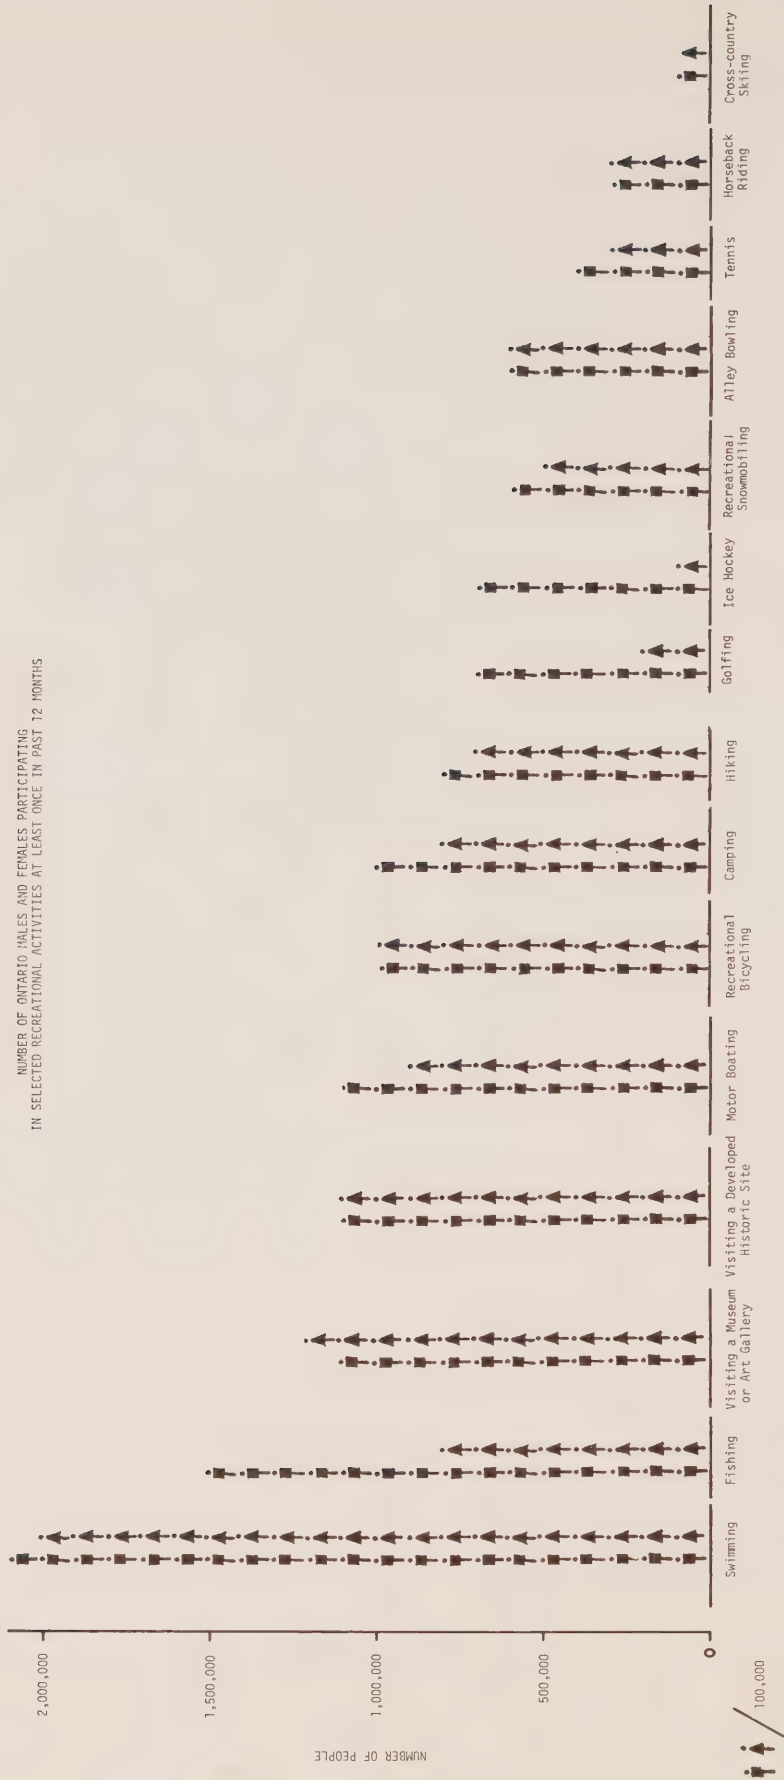 NUMBER OF ONTARIO MALES AND FEMALES PARTICIPATING
IN SELECTED RECREATIONAL ACTIVITIES AT LEAST ONCE IN PAST 12 MONTHS
NUMBER OF PEOPLE
2,000,000
1,500,000
1,000,000
500,000
0
/ 100,000
Swimming
Fishing
Visiting a Museum
or Art Gallery
Visiting a Developed
Historic Site
Motor Boating
Recreational
Bicycling
Camping
Hiking
Golfing
Ice Hockey
Recreational
Snowmobiling
Alley Bowling
Tennis
Horseback
Riding
Cross-country
Skiing